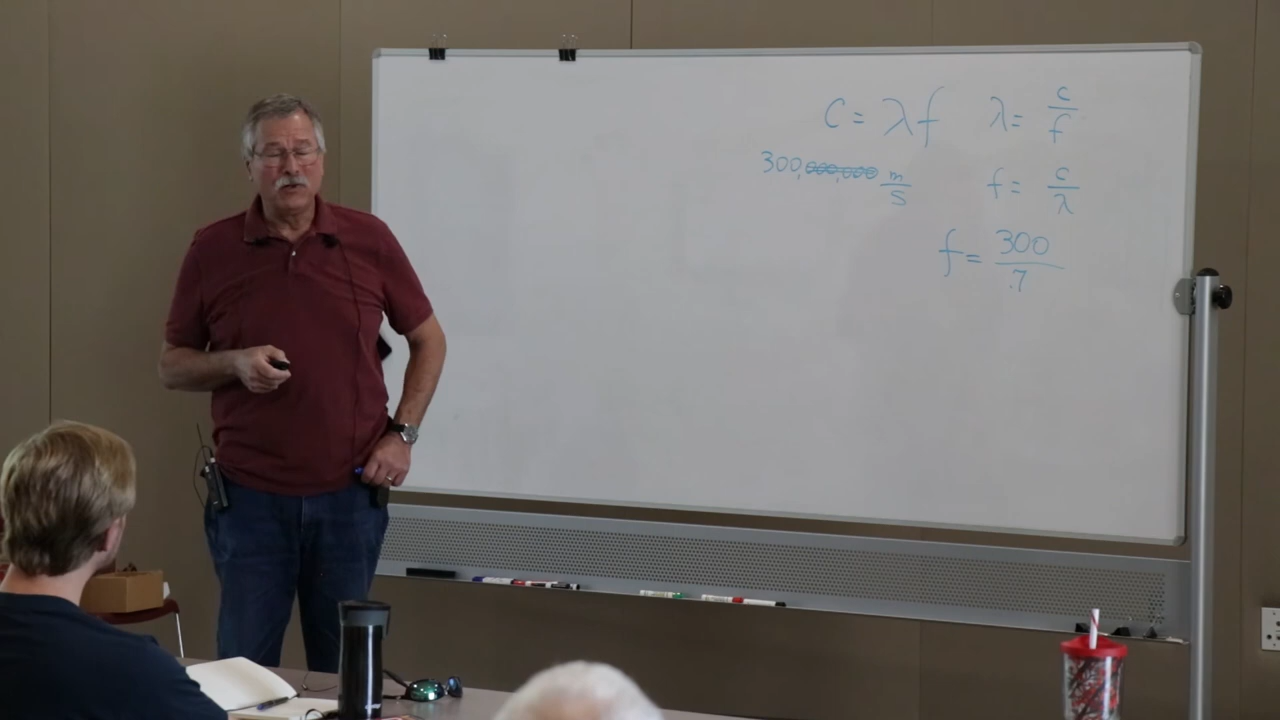 C = λf λ = c/f
300,000,000 m/s f = c/λ
f = 300/.7